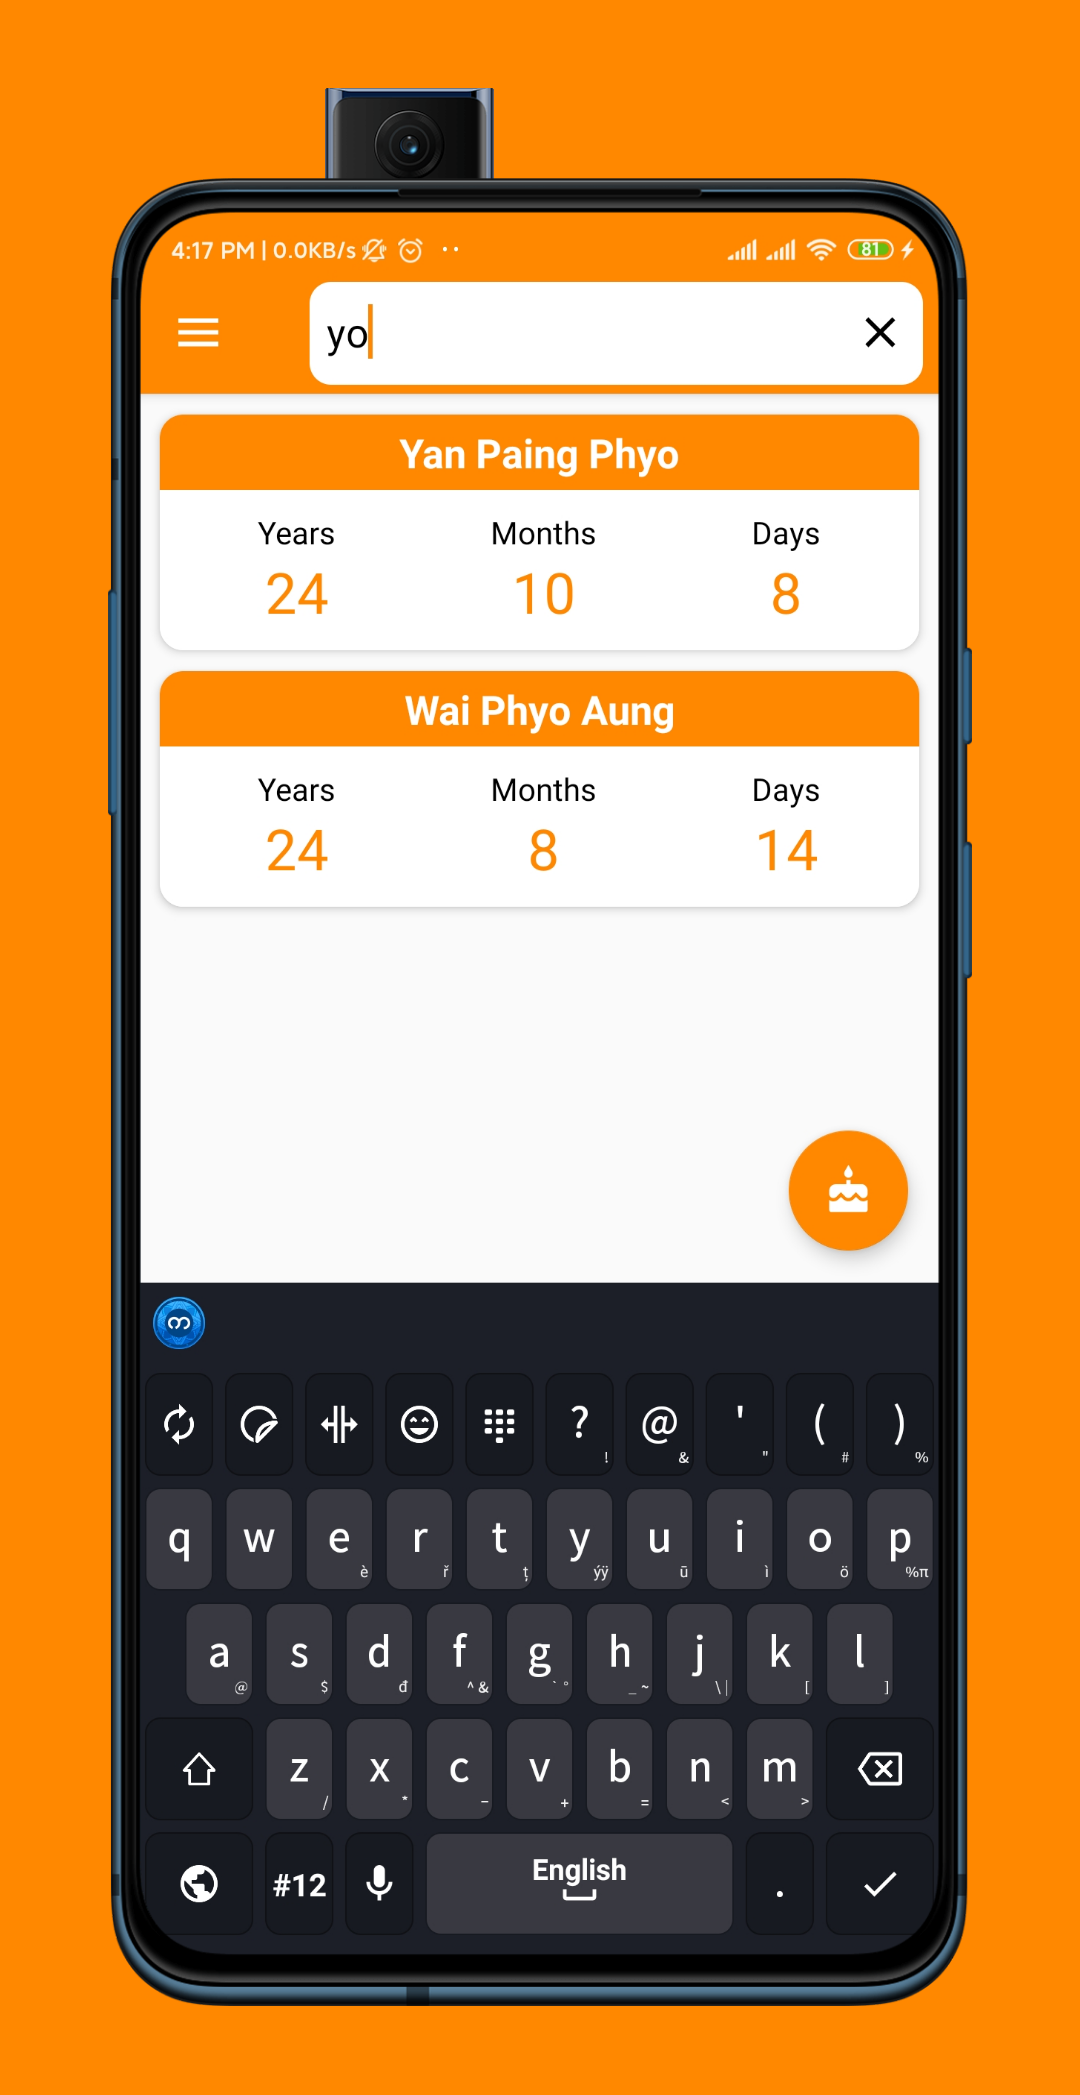 4:17 PM | 0.0KB/s
81
yo
Yan Paing Phyo
Years Months Days
24 10 8
Wai Phyo Aung
Years Months Days
24 8 14
? ! @ & ' " ( # ) %
q w e è r ř t ț y ýÿ u ū i ì o ö p %π
a @ s $ d đ f ^ & g ` ° h _ ~ j \ | k [ l ]
z / x * c - v + b = n < m >
#12 English .